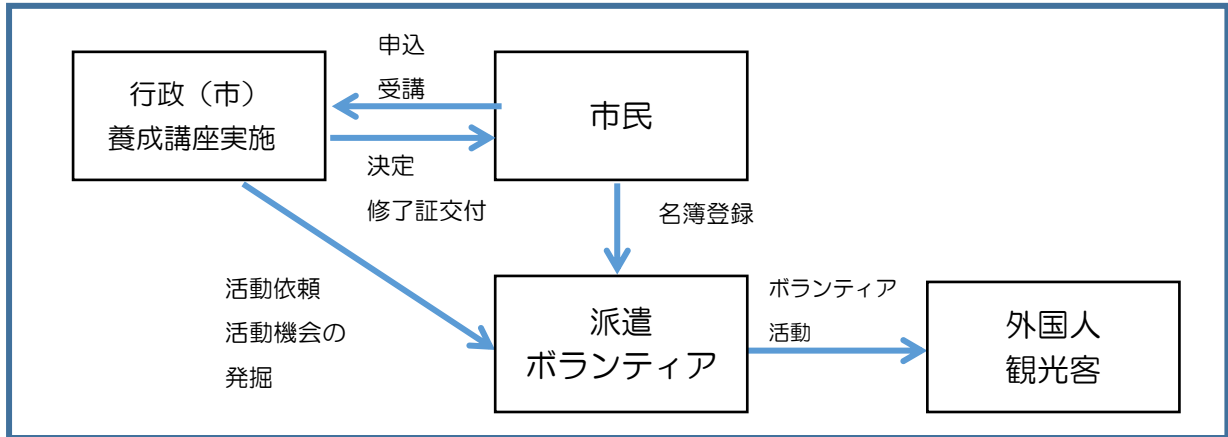 申込
受講
行政（市）
養成講座実施
市民
決定
修了証交付
名簿登録
活動依頼
活動機会の
発掘
派遣
ボランティア
ボランティア
活動
外国人
観光客